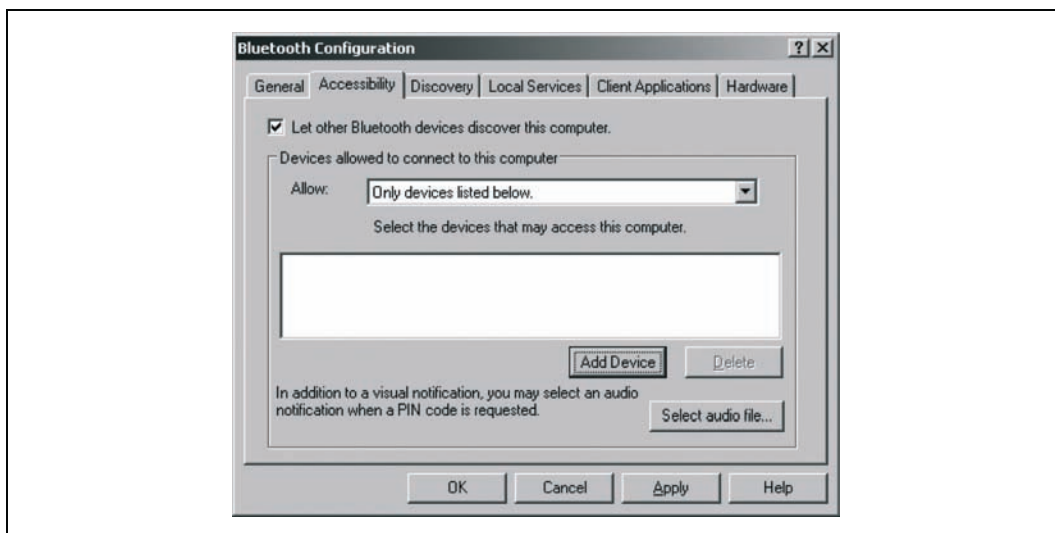 Bluetooth Configuration
General Accessibility Discovery Local Services Client Applications Hardware
Let other Bluetooth devices discover this computer.
Devices allowed to connect to this computer
Allow: Only devices listed below.
Select the devices that may access this computer.
Add Device Delete
In addition to a visual notification, you may select an audio
notification when a PIN code is requested.
Select audio file...
OK Cancel Apply Help